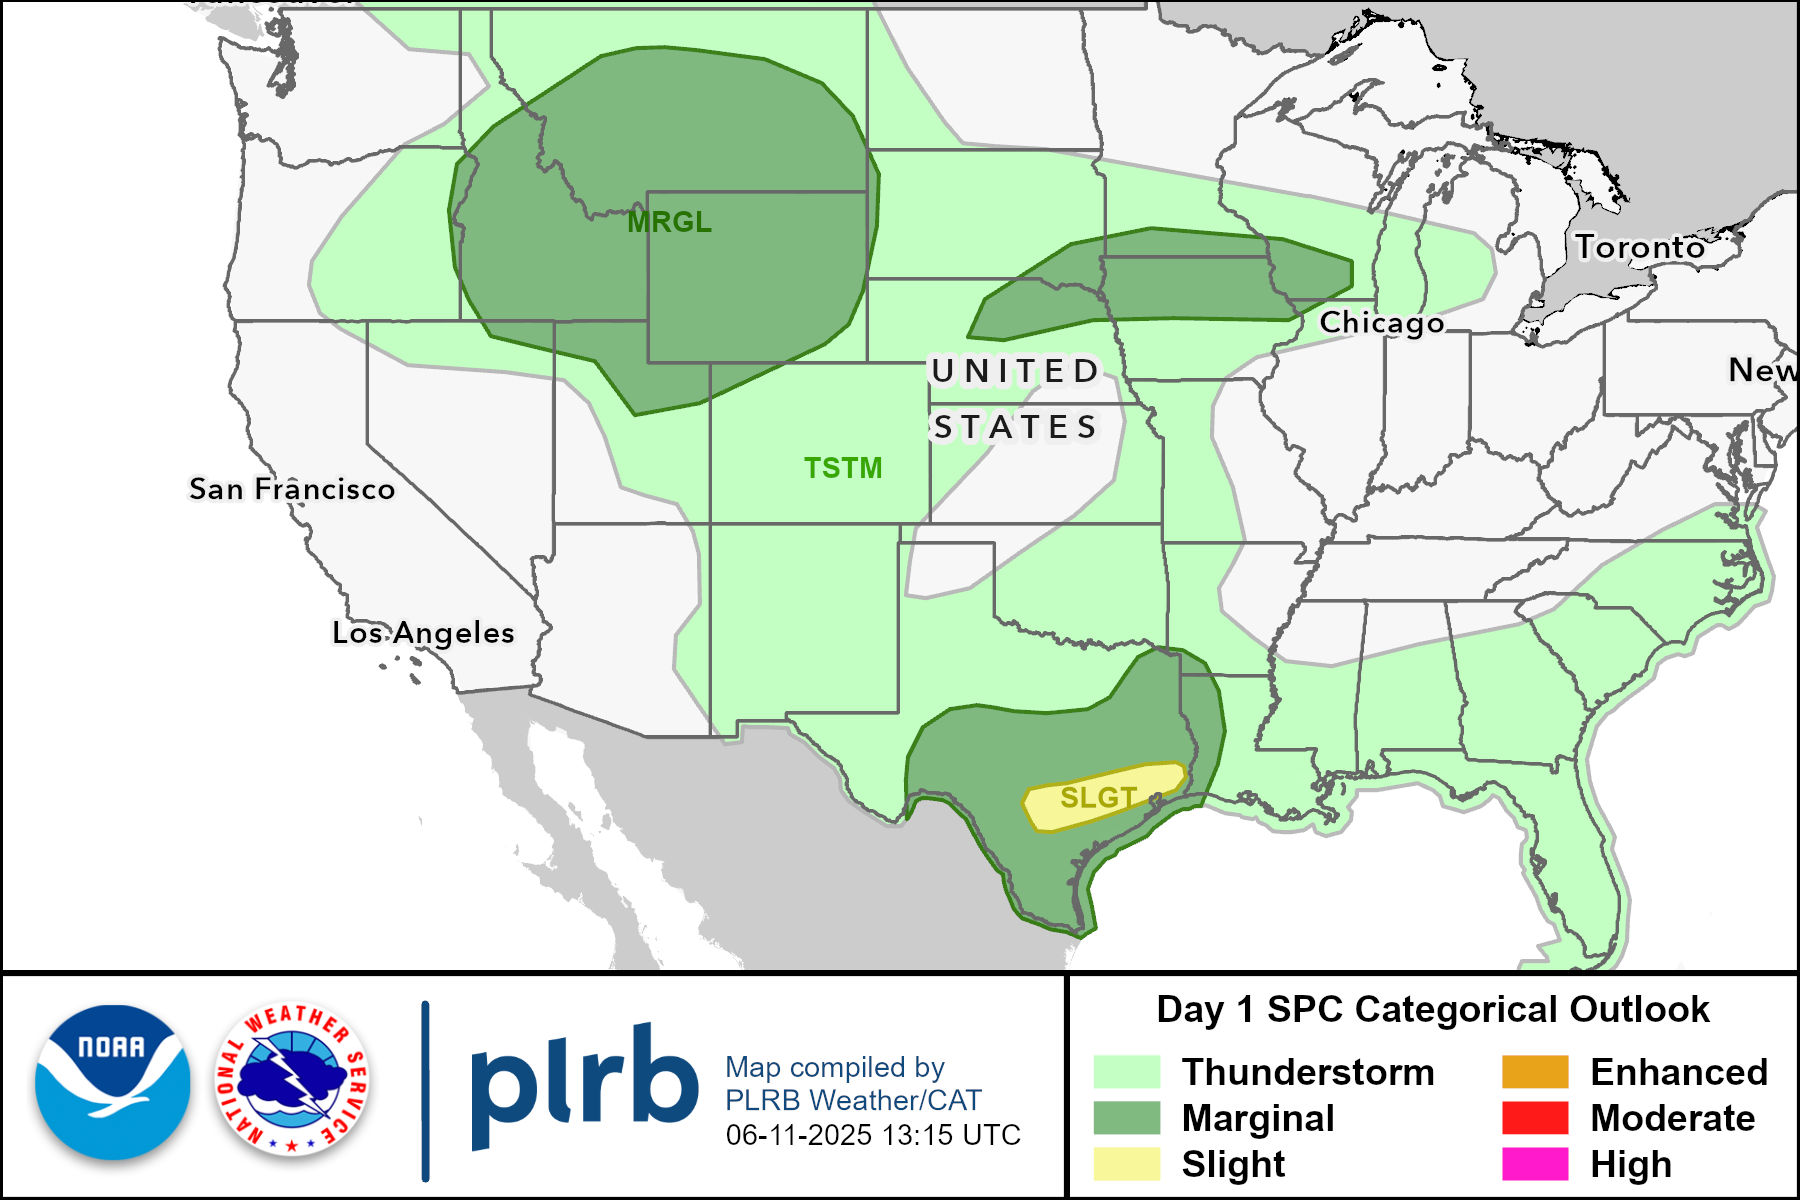 MRGL
Toronto
Chicago
New
UNITED
STATES
TSTM
San Francisco
Los Angeles
SLGT
NOAA
NATIONAL WEATHER SERVICE
plrb
Map compiled by
PLRB Weather/CAT
06-11-2025 13:15 UTC
Day 1 SPC Categorical Outlook
Thunderstorm
Enhanced
Marginal
Moderate
Slight
High